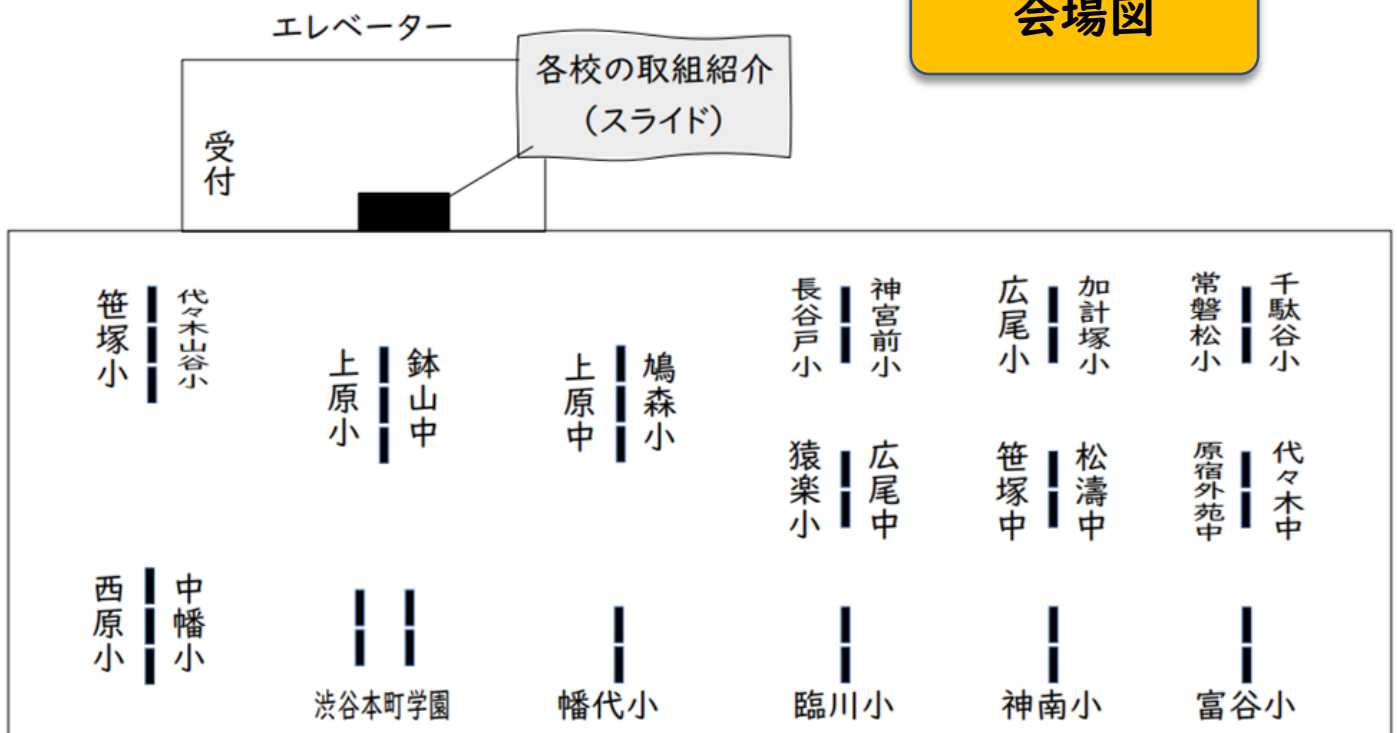 会場図
エレベーター
各校の取組紹介
（スライド）
受付
笹塚小
代々木山谷小
上原小
鉢山中
上原中
鳩森小
長谷戸小
神宮前小
広尾小
加計塚小
常磐松小
千駄谷小
猿楽小
広尾中
笹塚中
松濤中
原宿外苑中
代々木中
西原小
中幡小
渋谷本町学園
幡代小
臨川小
神南小
富谷小